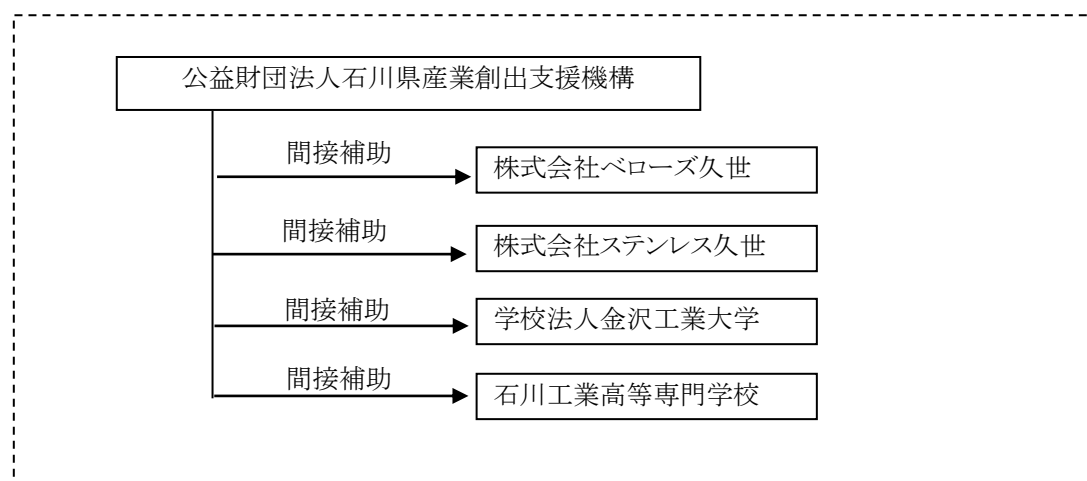 公益財団法人石川県産業創出支援機構
間接補助
株式会社ベローズ久世
間接補助
株式会社ステンレス久世
間接補助
学校法人金沢工業大学
間接補助
石川工業高等専門学校